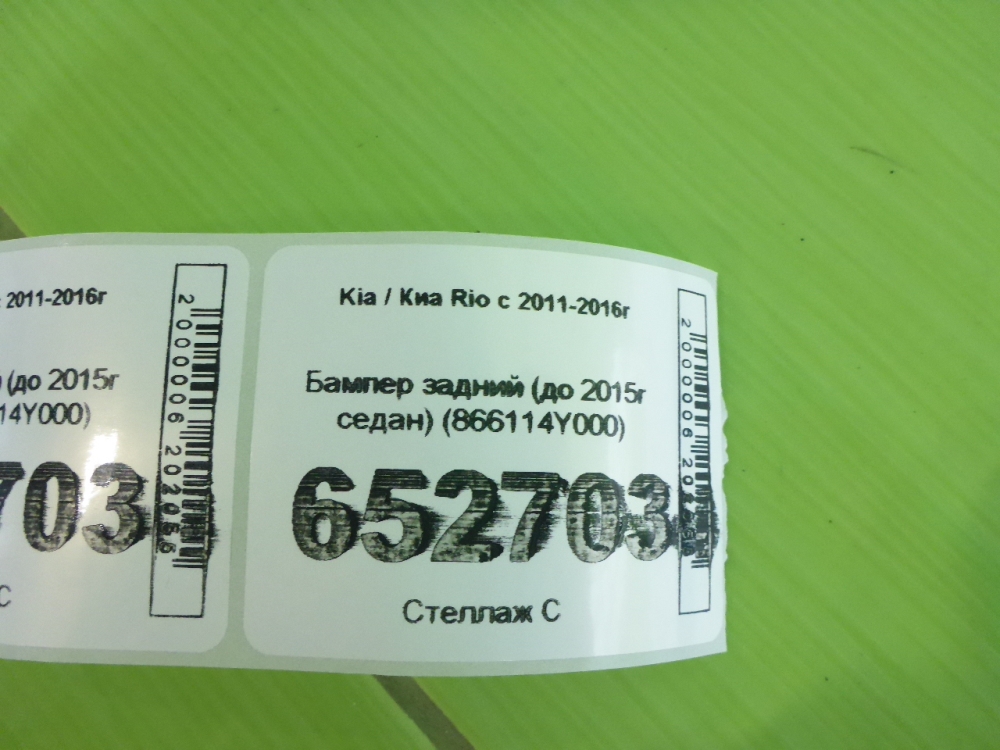 с 2011-2016г
(до 2015г
14Y000)
703
С
2000006202056
Kia / Киа Rio с 2011-2016г
Бампер задний (до 2015г
седан) (866114Y000)
652703
Стеллаж С